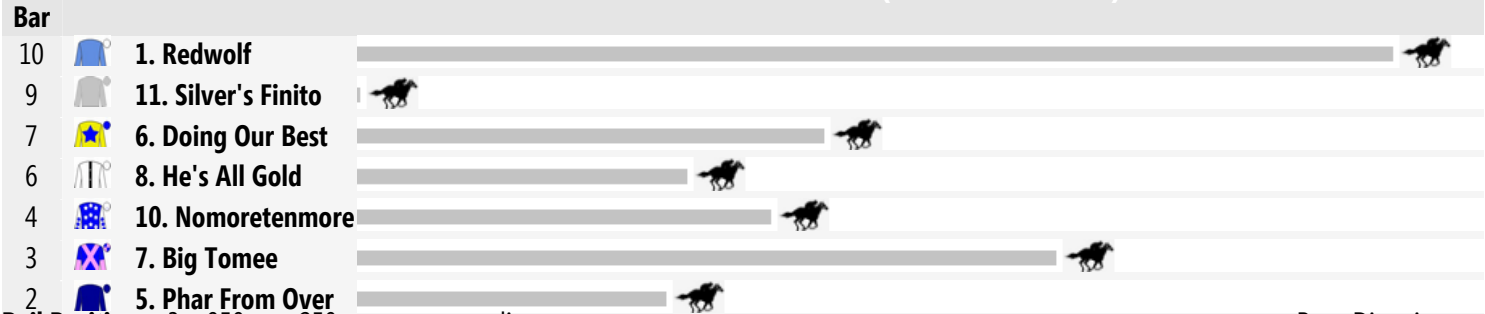 Bar
10 1. Redwolf
9 11. Silver's Finito
7 6. Doing Our Best
6 8. He's All Gold
4 10. Nomoretenmore
3 7. Big Tomee
2 5. Phar From Over